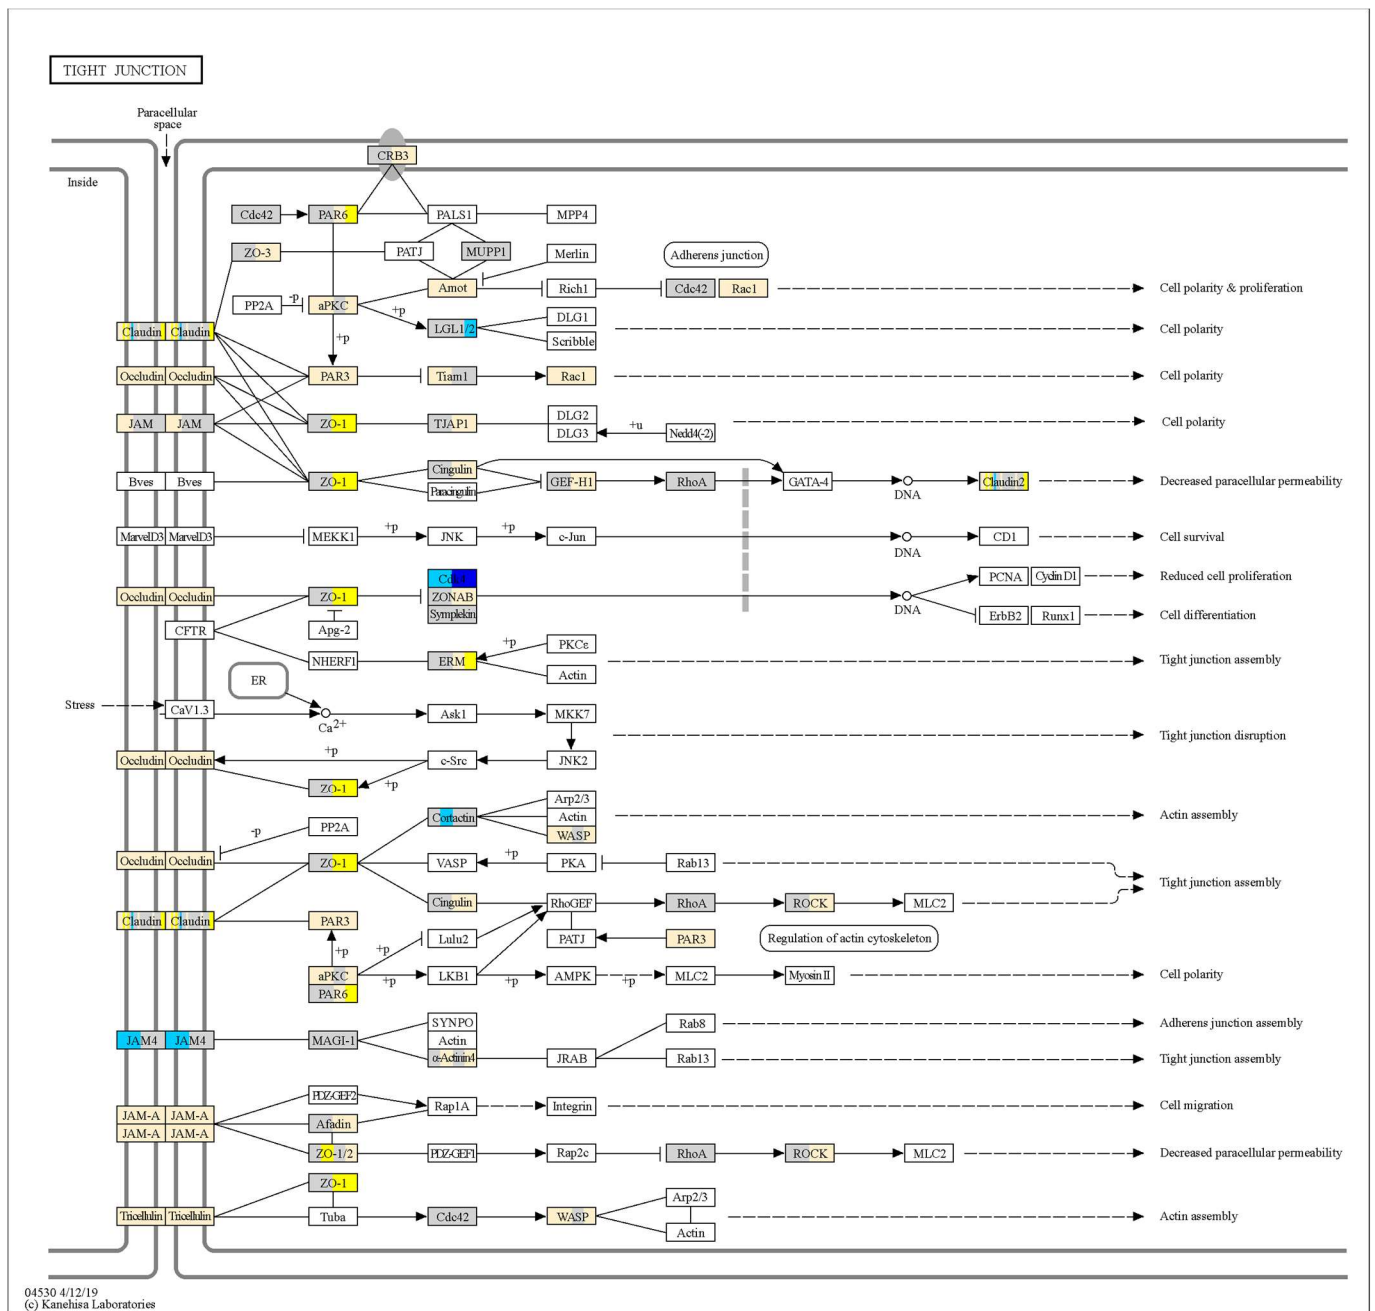 TIGHT JUNCTION
Paracellular
space
Inside
CRB3
Cdc42 PAR6 PALS1 MPP4
ZO-3 PATJ MUPP1 Merlin Adherens junction
PP2A -p aPKC Amot Rich1 Cdc42 Rac1 Cell polarity & proliferation
+p
Claudin Claudin LGL1/2 DLG1 Cell polarity
+p Scribble
Occludin Occludin PAR3 Tiam1 Rac1 Cell polarity
JAM JAM ZO-1 TJAP1 DLG2 Cell polarity
DLG3 +u Nedd4(-2)
Cingulin
Bves Bves ZO-1 GEF-H1 RhoA GATA-4 Claudin2 Decreased paracellular permeability
Paracingulin DNA
+p +p
MarvelD3 MarvelD3 MEKK1 JNK c-Jun CD1 Cell survival
DNA
PCNA Cyclin D1 Reduced cell proliferation
Occludin Occludin ZO-1 ZONAB
DNA
Symplekin ErbB2 Runx1 Cell differentiation
CFTR Apg-2
+p PKCε
NHERF1 ERM Tight junction assembly
ER Actin
Stress CaV1.3 Ask1 MKK7
Ca2+
Tight junction disruption
+p
Occludin Occludin c-Src JNK2
ZO-1 +p
Arp2/3
Cortactin Actin Actin assembly
-p PP2A WASP
+p
Occludin Occludin ZO-1 VASP PKA Rab13
Tight junction assembly
Cingulin RhoGEF RhoA ROCK MLC2
Claudin Claudin PAR3
+p +p Lulu2 PATJ PAR3 Regulation of actin cytoskeleton
aPKC LKB1 AMPK MLC2 Myosin II Cell polarity
+p +p +p
PAR6
SYNPO Rab8 Adherens junction assembly
JAM4 JAM4 MAGI-1 Actin
α-Actinin4 JRAB Rab13 Tight junction assembly
PDZ-GEF2
JAM-A JAM-A Rap1A Integrin Cell migration
JAM-A JAM-A Afadin
ZO-1/2 PDZ-GEF1 Rap2c RhoA ROCK MLC2 Decreased paracellular permeability
ZO-1
Arp2/3
Tricellulin Tricellulin Tuba Cdc42 WASP Actin assembly
Actin
04530 4/12/19
(c) Kanehisa Laboratories